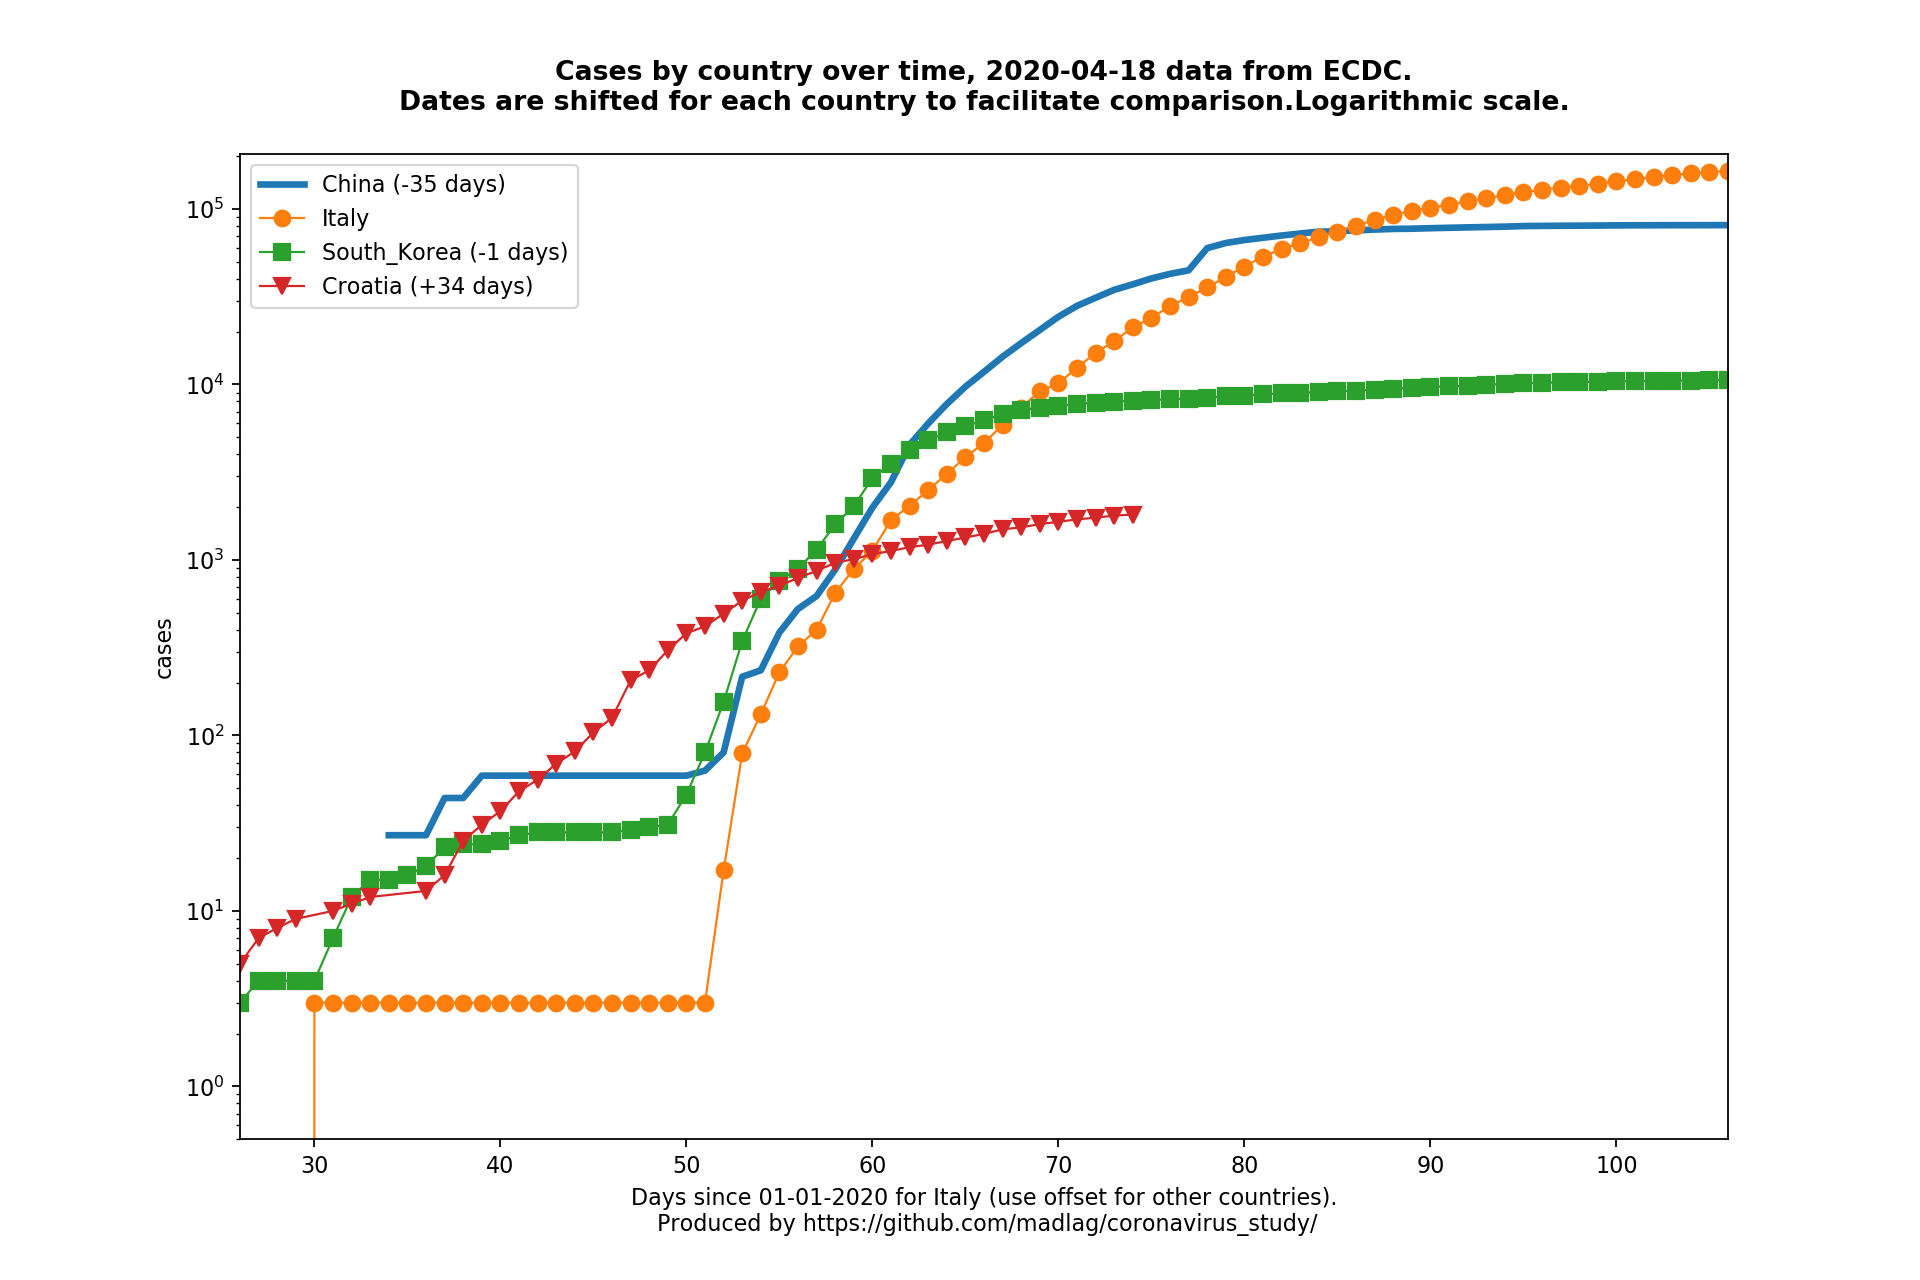 Cases by country over time, 2020-04-18 data from ECDC.
Dates are shifted for each country to facilitate comparison.Logarithmic scale.
China (-35 days)
Italy
South_Korea (-1 days)
Croatia (+34 days)
10^5
10^4
10^3
10^2
10^1
10^0
cases
30 40 50 60 70 80 90 100
Days since 01-01-2020 for Italy (use offset for other countries).
Produced by https://github.com/madlag/coronavirus_study/